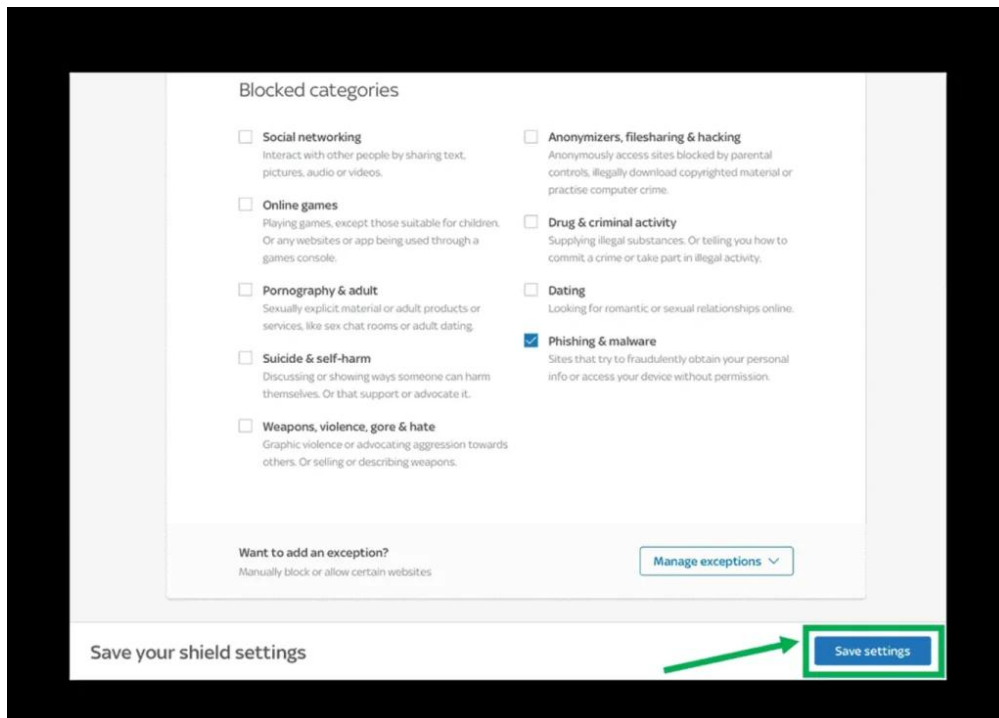 Blocked categories
Social networking
Interact with other people by sharing text,
pictures, audio or videos.
Online games
Playing games, except those suitable for children.
Or any websites or app being used through a
games console.
Pornography & adult
Sexually explicit material or adult products or
services, like sex chat rooms or adult dating.
Suicide & self-harm
Discussing or showing ways someone can harm
themselves. Or that support or advocate it.
Weapons, violence, gore & hate
Graphic violence or advocating aggression towards
others. Or selling or describing weapons.
Anonymizers, filesharing & hacking
Anonymously access sites blocked by parental
controls, illegally download copyrighted material or
practise computer crime.
Drug & criminal activity
Supplying illegal substances. Or telling you how to
commit a crime or take part in illegal activity.
Dating
Looking for romantic or sexual relationships online.
Phishing & malware
Sites that try to fraudulently obtain your personal
info or access your device without permission.
Want to add an exception?
Manually block or allow certain websites
Manage exceptions
Save your shield settings
Save settings